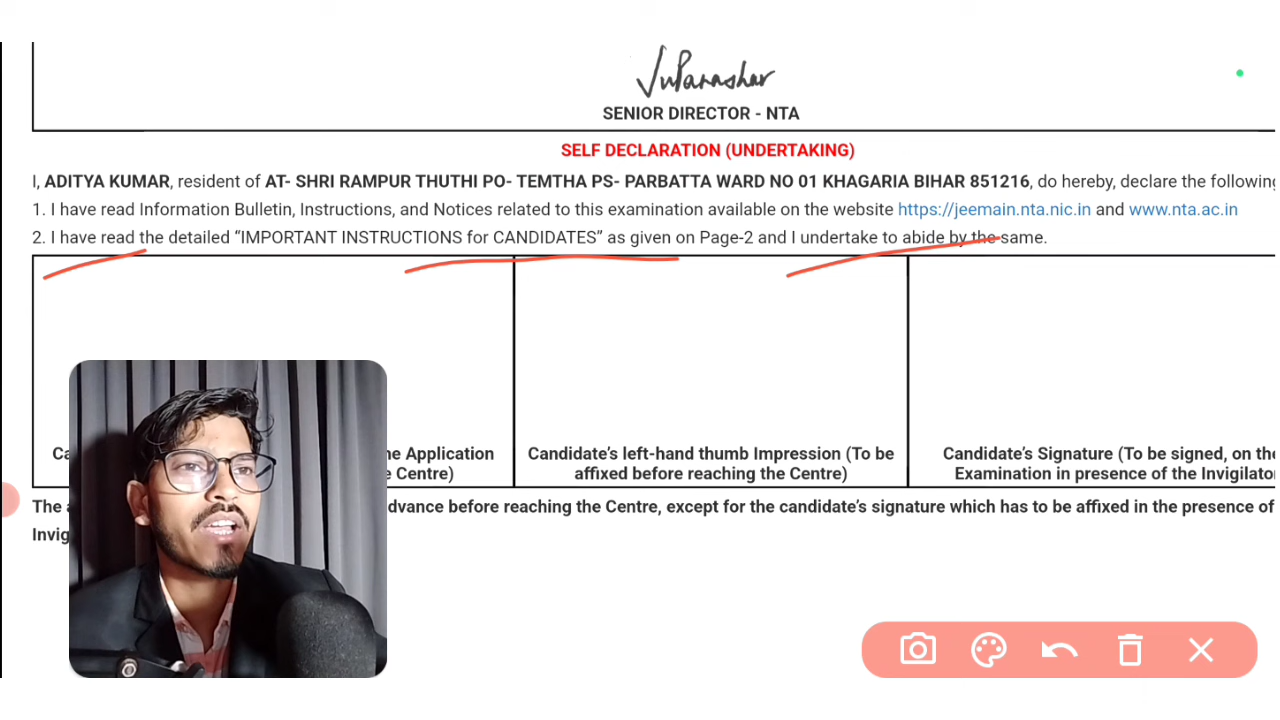 SENIOR DIRECTOR - NTA
SELF DECLARATION (UNDERTAKING)
I, ADITYA KUMAR, resident of AT- SHRI RAMPUR THUTHI PO- TEMTHA PS- PARBATTA WARD NO 01 KHAGARIA BIHAR 851216, do hereby, declare the following
1. I have read Information Bulletin, Instructions, and Notices related to this examination available on the website https://jeemain.nta.nic.in and www.nta.ac.in
2. I have read the detailed “IMPORTANT INSTRUCTIONS for CANDIDATES” as given on Page-2 and I undertake to abide by the same.
Application
Centre)
Candidate’s left-hand thumb Impression (To be
affixed before reaching the Centre)
Candidate’s Signature (To be signed, on the
Examination in presence of the Invigilator
The
dvance before reaching the Centre, except for the candidate’s signature which has to be affixed in the presence of
Invig